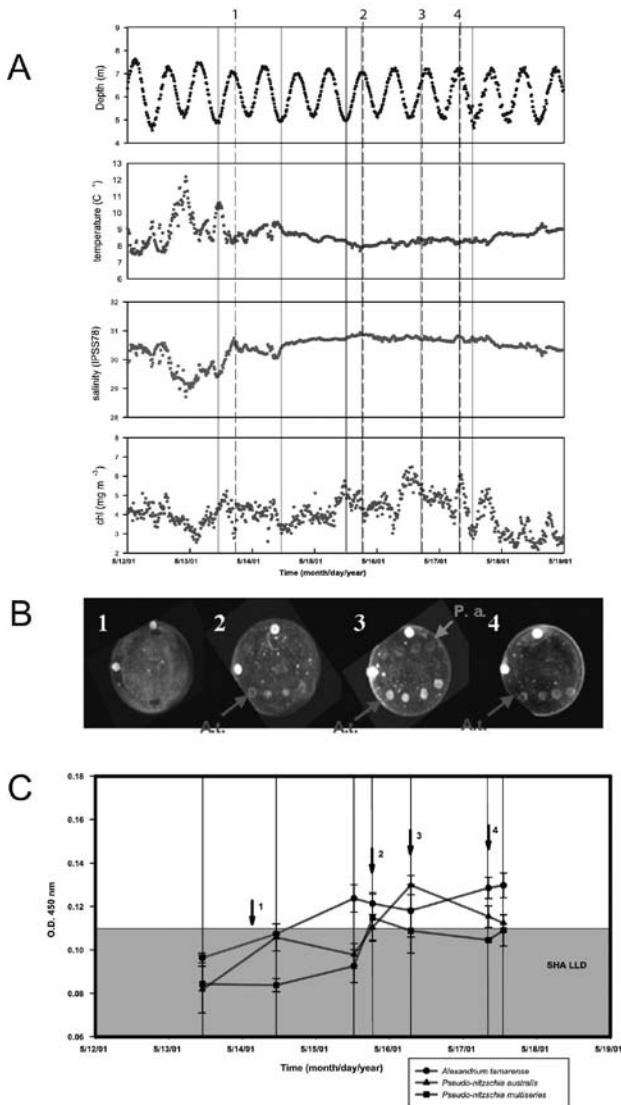 1 2 3 4
A
9
8
7
6
5
4
Depth (m)
13
12
11
10
9
8
7
6
temperature (C °)
32
31
30
29
28
salinity (IPSS78)
8
7
6
5
4
3
2
chl (mg m -3)
5/12/01 5/13/01 5/14/01 5/15/01 5/16/01 5/17/01 5/18/01 5/19/01
Time (month/day/year)
B
1 2 3 4
P. a.
A.t. A.t. A.t.
C
0.18
0.16
0.14
0.12
0.10
0.08
0.06
O.D. 450 nm
1 2 3 4
SHA LLD
5/12/01 5/13/01 5/14/01 5/15/01 5/16/01 5/17/01 5/18/01 5/19/01
Time (month/day/year)
Alexandrium tamarense
Pseudo-nitzschia australis
Pseudo-nitzschia multiseries